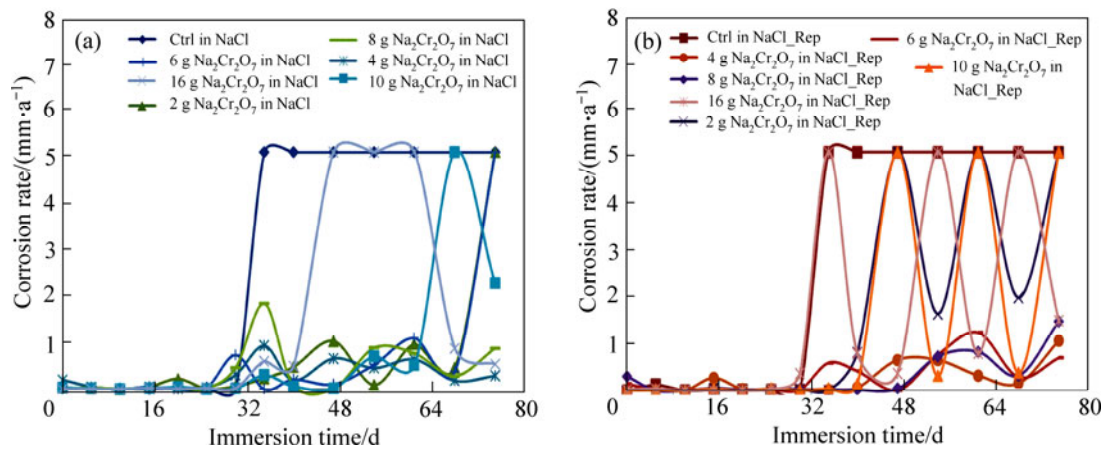 (a)
Ctrl in NaCl
6 g Na₂Cr₂O₇ in NaCl
16 g Na₂Cr₂O₇ in NaCl
2 g Na₂Cr₂O₇ in NaCl
8 g Na₂Cr₂O₇ in NaCl
4 g Na₂Cr₂O₇ in NaCl
10 g Na₂Cr₂O₇ in NaCl
Corrosion rate/(mm·a⁻¹)
8
7
6
5
4
3
2
1
0
16
32
48
64
80
Immersion time/d
(b)
Ctrl in NaCl_Rep
4 g Na₂Cr₂O₇ in NaCl_Rep
8 g Na₂Cr₂O₇ in NaCl_Rep
16 g Na₂Cr₂O₇ in NaCl_Rep
2 g Na₂Cr₂O₇ in NaCl_Rep
6 g Na₂Cr₂O₇ in NaCl_Rep
10 g Na₂Cr₂O₇ in
NaCl_Rep
Corrosion rate/(mm·a⁻¹)
8
7
6
5
4
3
2
1
0
16
32
48
64
80
Immersion time/d